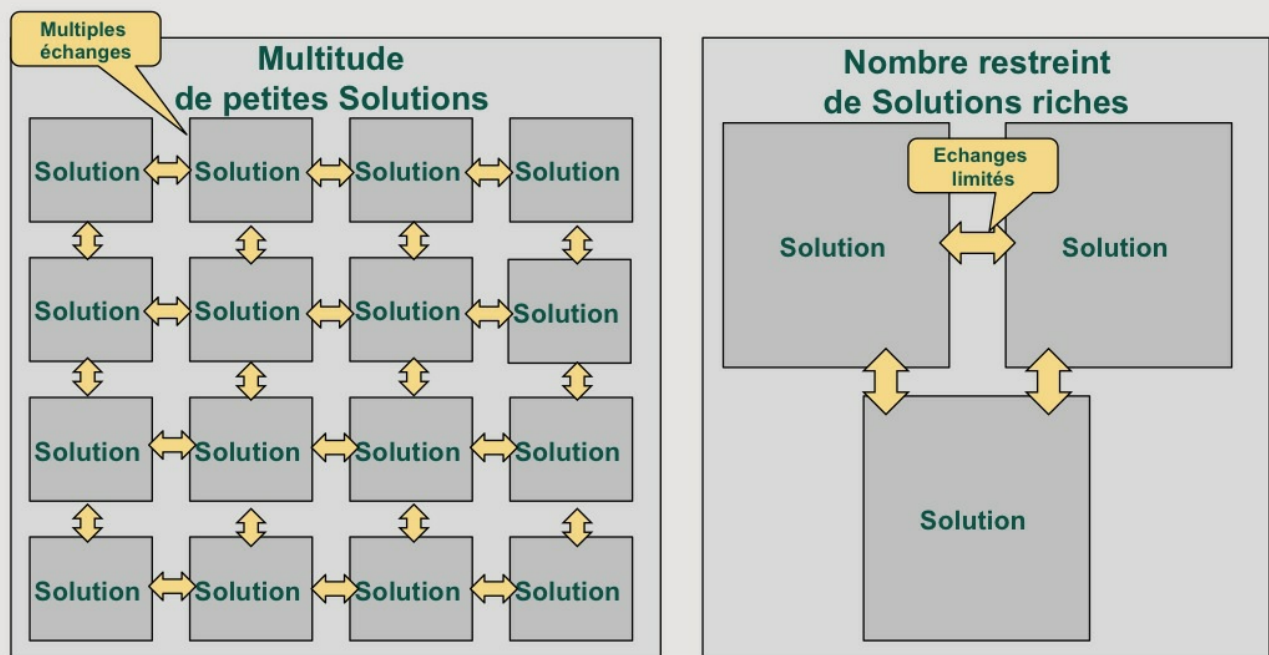 Multiples
échanges
Multitude
de petites Solutions
Solution Solution Solution Solution
Solution Solution Solution Solution
Solution Solution Solution Solution
Solution Solution Solution Solution
Nombre restreint
de Solutions riches
Echanges
limités
Solution Solution
Solution